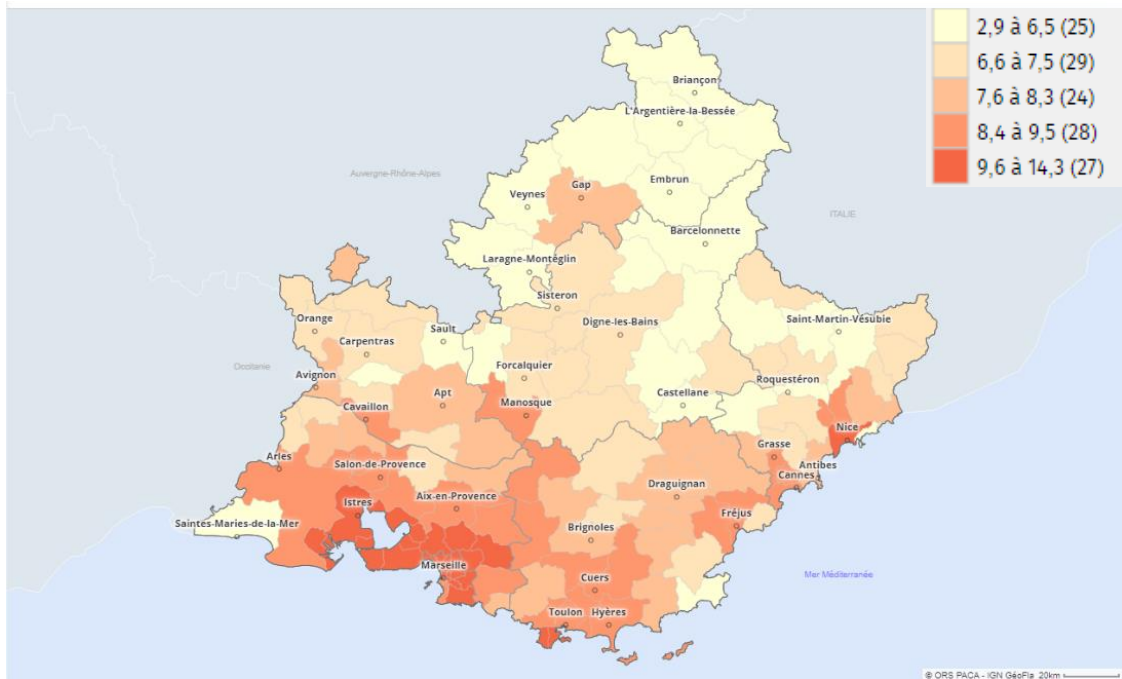 2,9 à 6,5 (25)
6,6 à 7,5 (29)
7,6 à 8,3 (24)
8,4 à 9,5 (28)
9,6 à 14,3 (27)
Briançon
L'Argentière-la-Bessée
Auvergne-Rhône-Alpes
Gap
Embrun
Veynes
ITALIE
Barcelonnette
Laragne-Montéglin
Sisteron
Orange
Sault
Digne-les-Bains
Saint-Martin-Vésubie
Carpentras
Occitanie
Avignon
Forcalquier
Roquestéron
Apt
Castellane
Cavaillon
Manosque
Nice
Grasse
Arles
Salon-de-Provence
Antibes
Cannes
Draguignan
Aix-en-Provence
Istres
Fréjus
Saintes-Maries-de-la-Mer
Brignoles
Marseille
Cuers
Mer Méditerranée
Toulon
Hyères
© ORS PACA - IGN GéoFla 20km